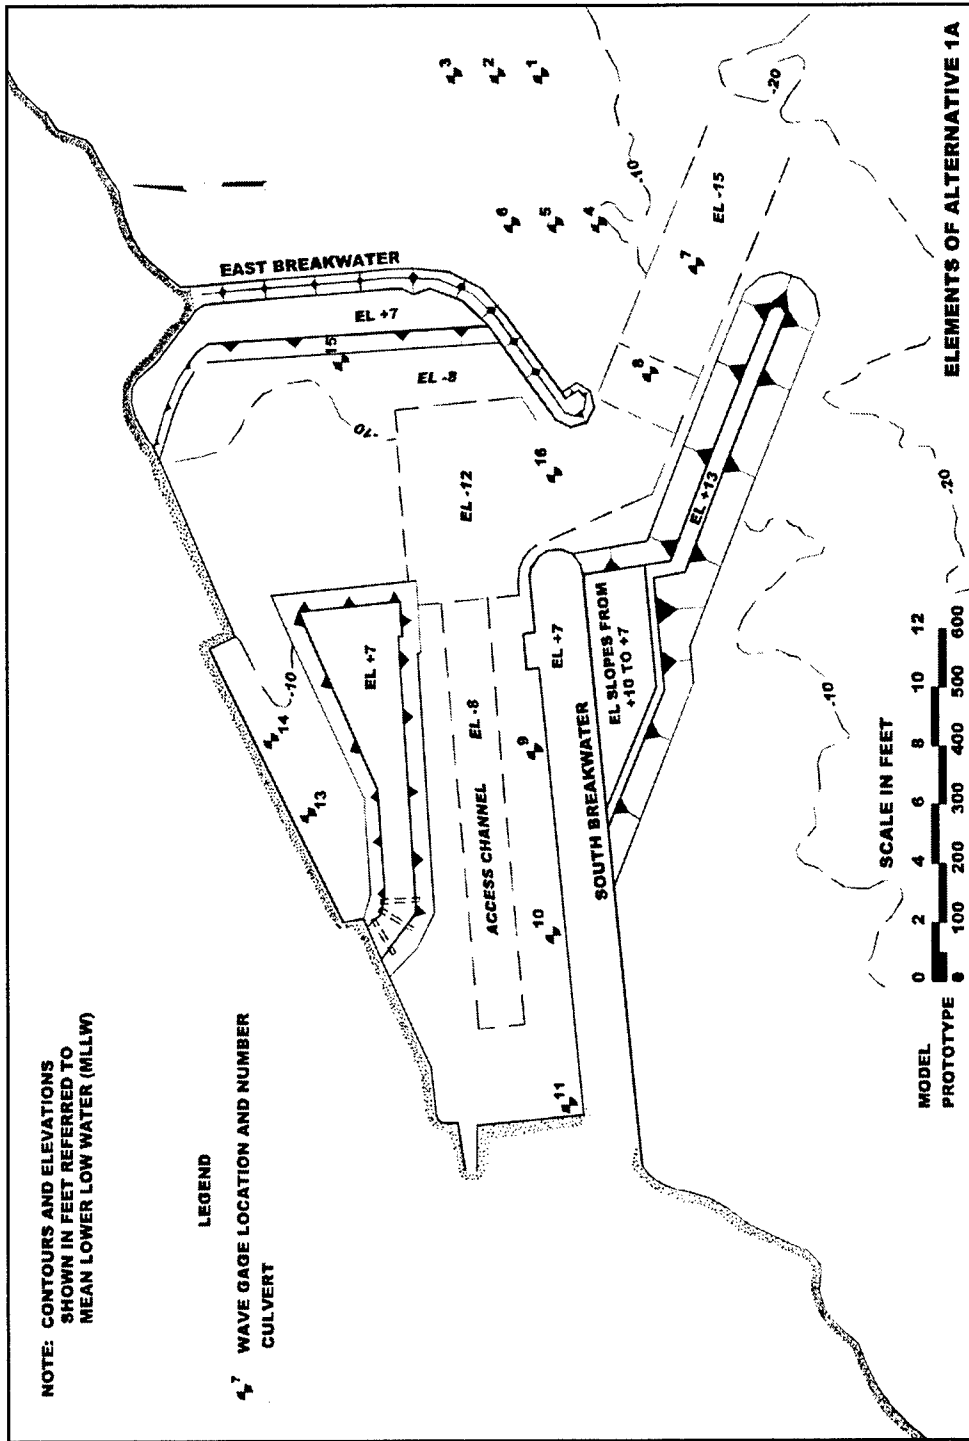 NOTE: CONTOURS AND ELEVATIONS
SHOWN IN FEET REFERRED TO
MEAN LOWER LOW WATER (MLLW)
LEGEND
7 WAVE GAGE LOCATION AND NUMBER
CULVERT
EAST BREAKWATER
EL +7
15
EL -8
-10
3
2
1
6
5
4
-10
-20
EL -15
7
8
16
EL -12
14
-10
13
EL +7
EL -8
ACCESS CHANNEL
9
10
11
EL +7
SOUTH BREAKWATER
EL SLOPES FROM
+10 TO +7
EL +13
-20
-10
SCALE IN FEET
MODEL 0 2 4 6 8 10 12
PROTOTYPE 0 100 200 300 400 500 600
ELEMENTS OF ALTERNATIVE 1A